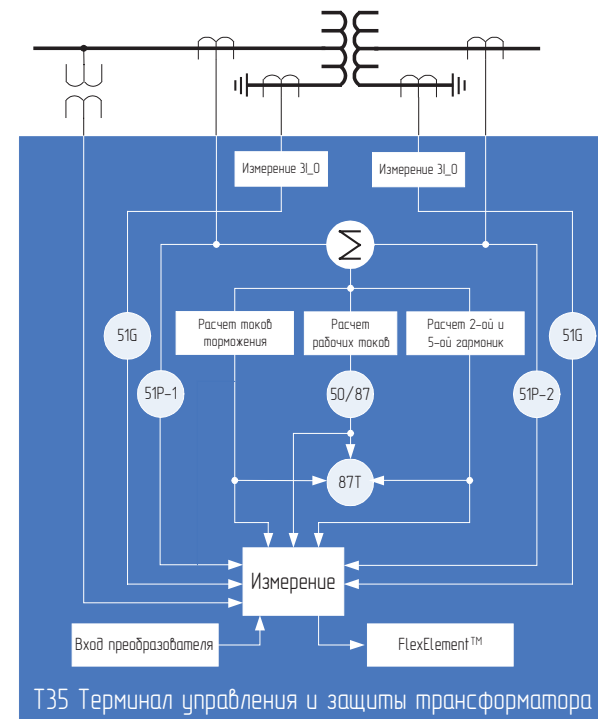 Измерение 3I_0
Измерение 3I_0
Σ
Расчет токов
торможения
Расчет
рабочих токов
Расчет 2-ой и
5-ой гармоник
51G
51G
51P-1
50/87
51P-2
87T
Измерение
Вход преобразователя
FlexElement™
T35 Терминал управления и защиты трансформатора